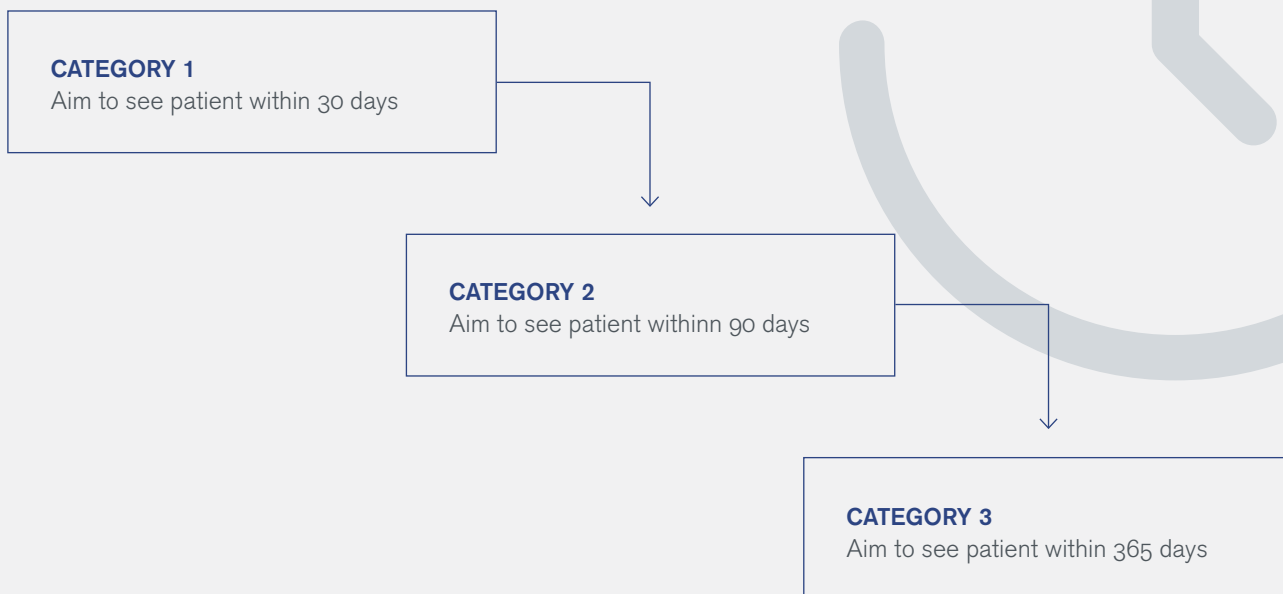 CATEGORY 1
Aim to see patient within 30 days
CATEGORY 2
Aim to see patient withinn 90 days
CATEGORY 3
Aim to see patient within 365 days